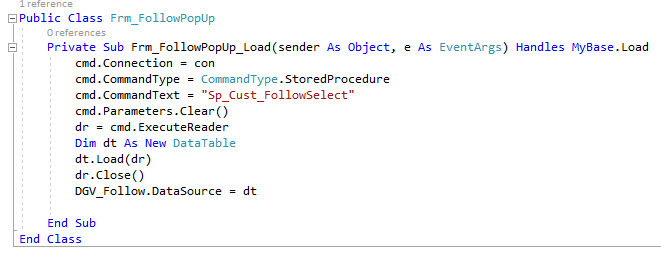 1 reference
Public Class Frm_FollowPopUp
0 references
Private Sub Frm_FollowPopUp_Load(sender As Object, e As EventArgs) Handles MyBase.Load
cmd.Connection = con
cmd.CommandType = CommandType.StoredProcedure
cmd.CommandText = "Sp_Cust_FollowSelect"
cmd.Parameters.Clear()
dr = cmd.ExecuteReader
Dim dt As New DataTable
dt.Load(dr)
dr.Close()
DGV_Follow.DataSource = dt
End Sub
End Class